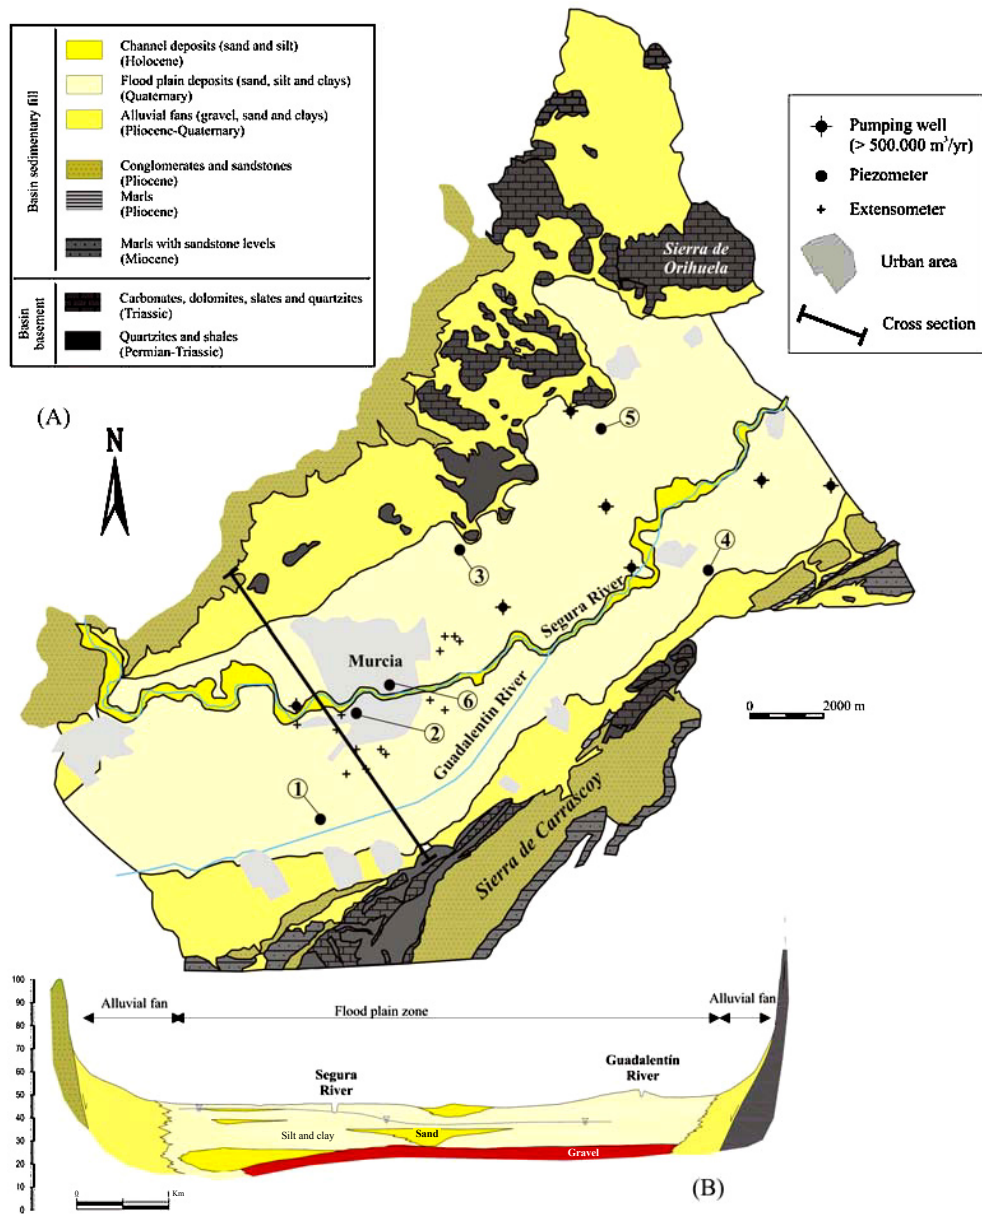 Basin sedimentary fill
Channel deposits (sand and silt)
(Holocene)
Flood plain deposits (sand, silt and clays)
(Quaternary)
Alluvial fans (gravel, sand and clays)
(Pliocene-Quaternary)
Conglomerates and sandstones
(Pliocene)
Marls
(Pliocene)
Marls with sandstone levels
(Miocene)
Basin
basement
Carbonates, dolomites, slates and quartzites
(Triassic)
Quartzites and shales
(Permian-Triassic)
Pumping well
(> 500.000 m³/yr)
Piezometer
Extensometer
Urban area
Cross section
(A)
N
Sierra de
Orihuela
5
3
4
Segura River
Murcia
6
2
Guadalentín River
1
0 2000 m
Sierra de Carrascoy
100
90
80
70
60
50
40
30
20
10
0
Alluvial fan
Flood plain zone
Alluvial fan
Segura
River
Guadalentín
River
Silt and clay
Sand
Gravel
0 Km
(B)